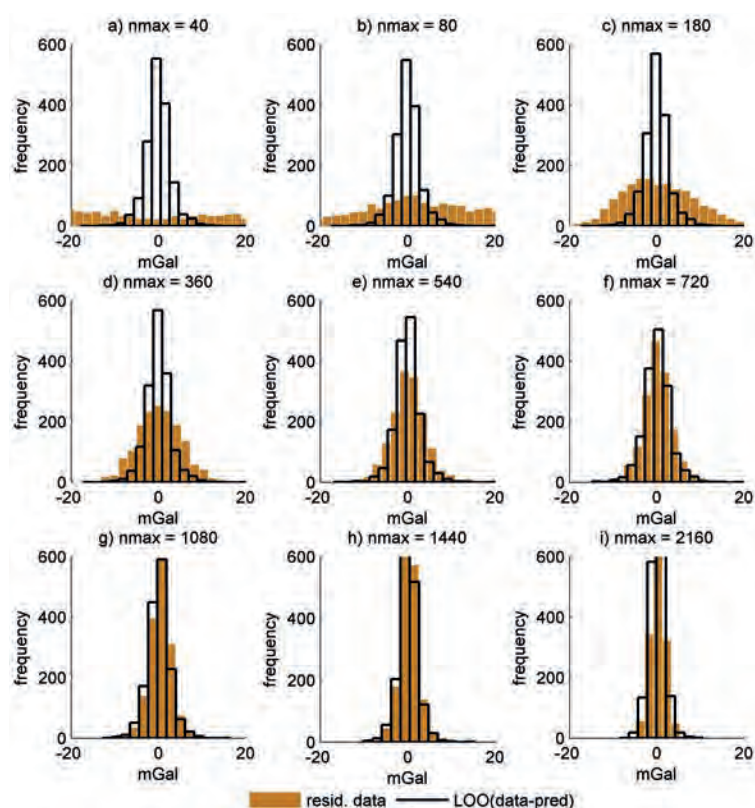 a) nmax = 40
b) nmax = 80
c) nmax = 180
600
400
200
0
frequency
-20
0
20
mGal
600
400
200
0
frequency
-20
0
20
mGal
600
400
200
0
frequency
-20
0
20
mGal
d) nmax = 360
e) nmax = 540
f) nmax = 720
600
400
200
0
frequency
-20
0
20
mGal
600
400
200
0
frequency
-20
0
20
mGal
600
400
200
0
frequency
-20
0
20
mGal
g) nmax = 1080
h) nmax = 1440
i) nmax = 2160
600
400
200
0
frequency
-20
0
20
mGal
600
400
200
0
frequency
-20
0
20
mGal
600
400
200
0
frequency
-20
0
20
mGal
resid. data
LOO(data-pred)